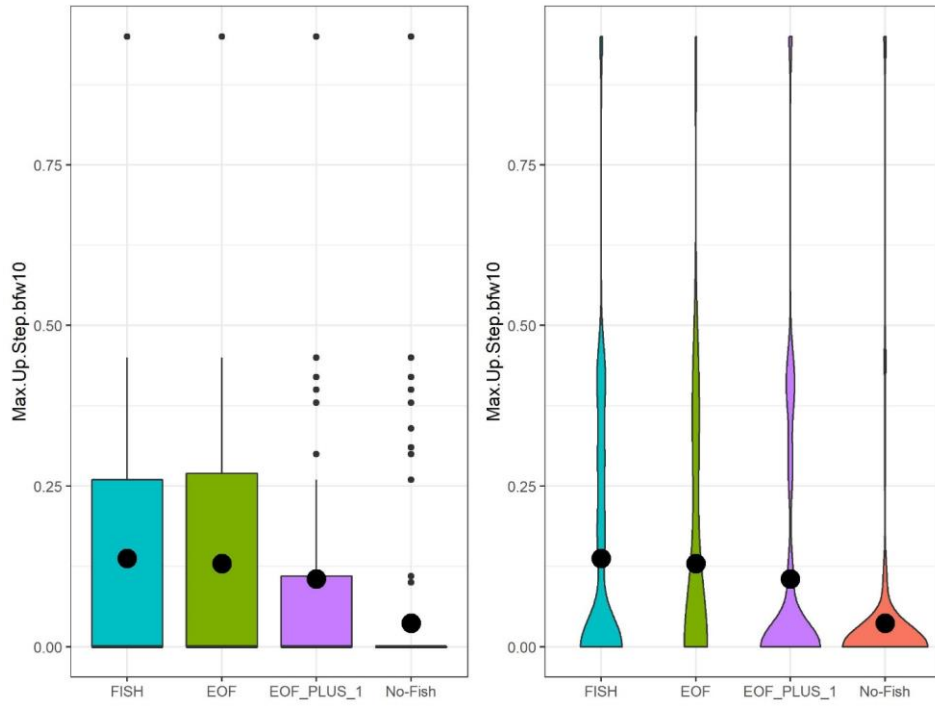 Max.Up.Step.bfw10
0.75
0.50
0.25
0.00
FISH
EOF
EOF_PLUS_1
No-Fish
Max.Up.Step.bfw10
0.75
0.50
0.25
0.00
FISH
EOF
EOF_PLUS_1
No-Fish